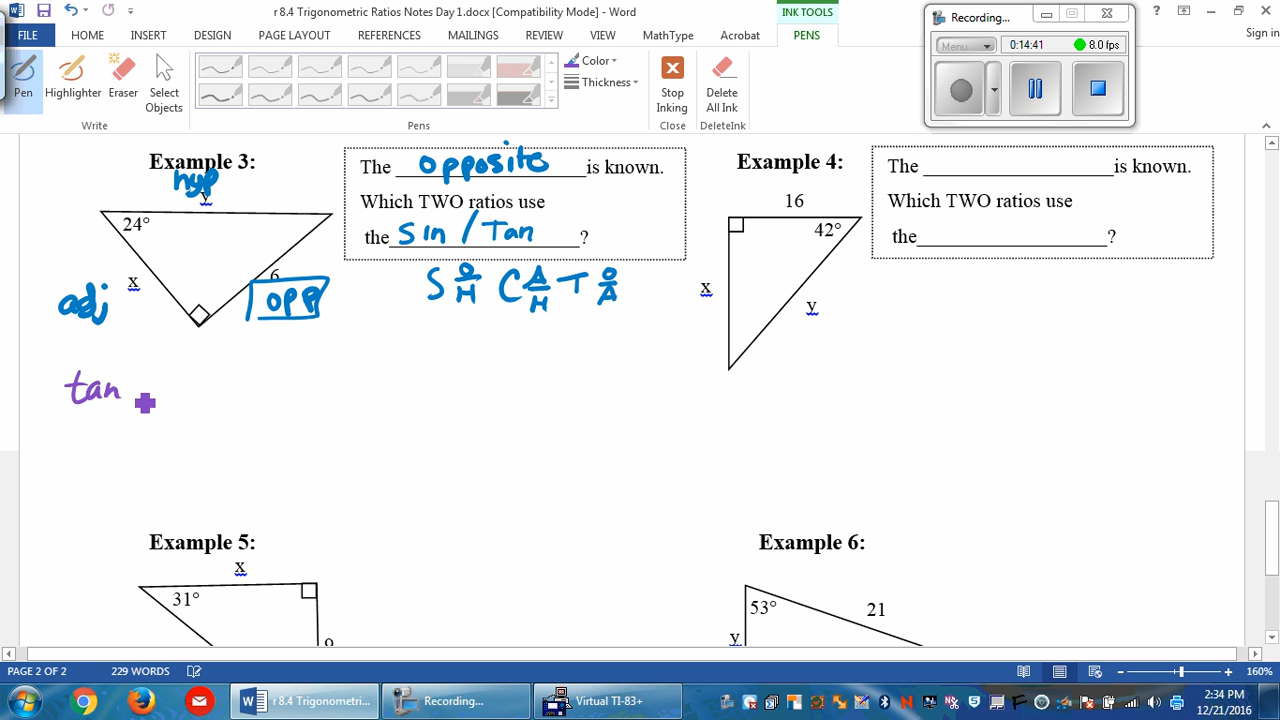 r 8.4 Trigonometric Ratios Notes Day 1.docx [Compatibility Mode] - Word
INK TOOLS
FILE HOME INSERT DESIGN PAGE LAYOUT REFERENCES MAILINGS REVIEW VIEW MathType Acrobat PENS
Sign in
Recording...
Menu
0:14:41
8.0 fps
Pen Highlighter Eraser Select Objects
Color
Thickness
Stop Inking
Delete All Ink
Write Pens Close DeleteInk
Example 3:
hyp
y
24°
x
adj
6
opp
The opposite is known.
Which TWO ratios use
the Sin / Tan ?
S O/H C A/H T O/A
tan
Example 4:
16
42°
x
y
The ____________________ is known.
Which TWO ratios use
the____________________?
Example 5:
x
31°
Example 6:
53°
21
y
PAGE 2 OF 2 229 WORDS
160%
r 8.4 Trigonometri...
Recording...
Virtual TI-83+
2:34 PM
12/21/2016